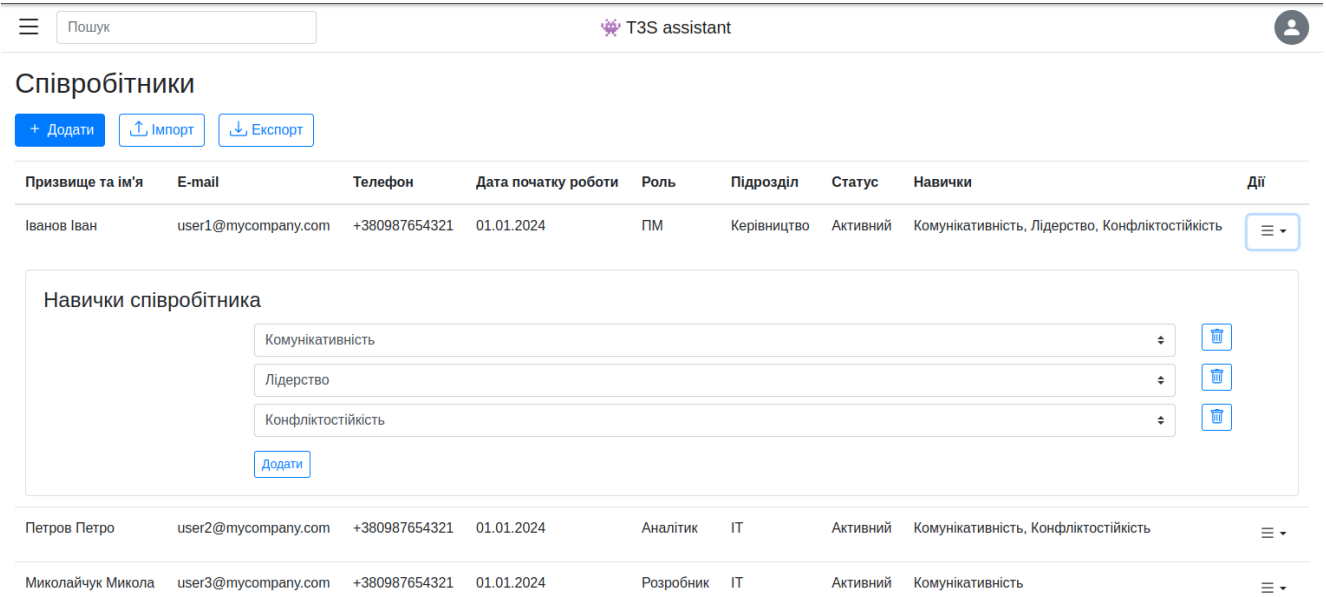 Пошук
👾 T3S assistant
Співробітники
+ Додати Імпорт Експорт
Призвище та ім'я E-mail Телефон Дата початку роботи Роль Підрозділ Статус Навички Дії
Іванов Іван user1@mycompany.com +380987654321 01.01.2024 ПМ Керівництво Активний Комунікативність, Лідерство, Конфліктостійкість
Навички співробітника
Комунікативність
Лідерство
Конфліктостійкість
Додати
Петров Петро user2@mycompany.com +380987654321 01.01.2024 Аналітик IT Активний Комунікативність, Конфліктостійкість
Миколайчук Микола user3@mycompany.com +380987654321 01.01.2024 Розробник IT Активний Комунікативність